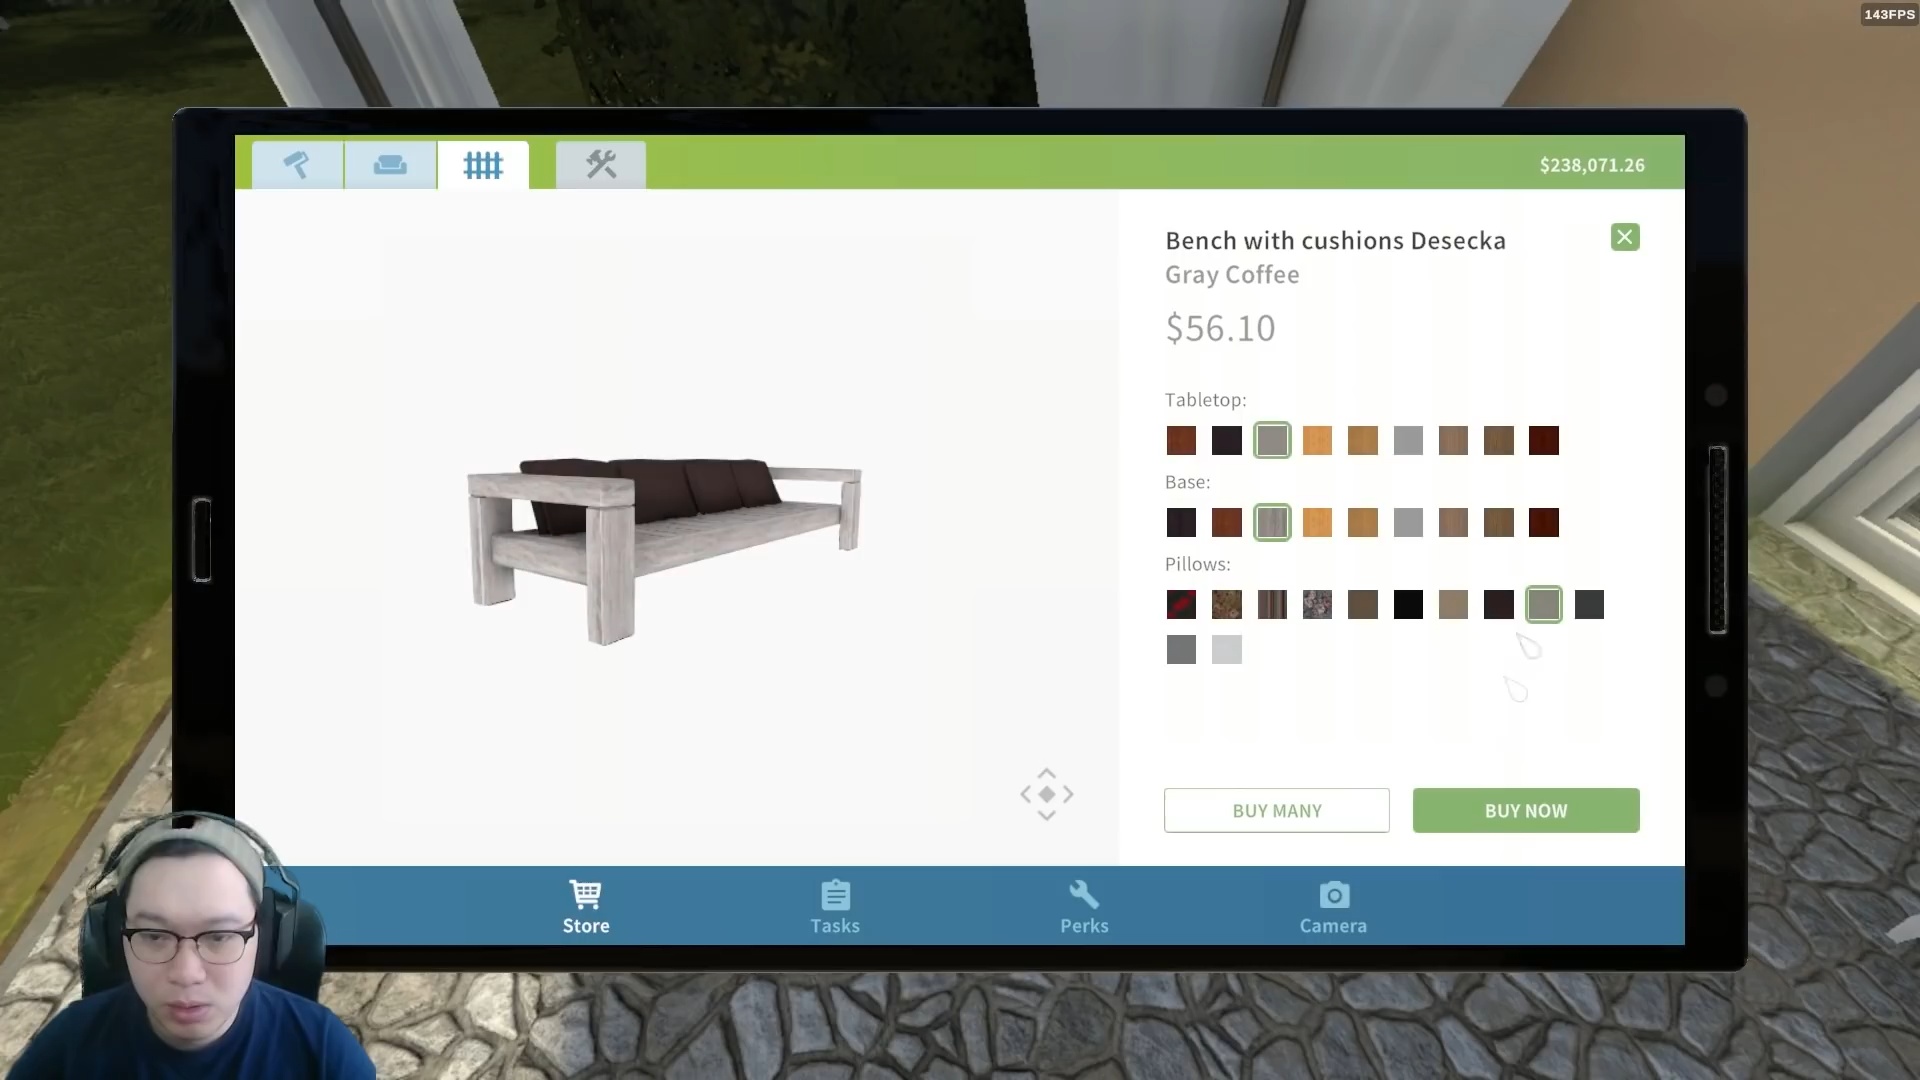 143FPS
$238,071.26
Bench with cushions Desecka
Gray Coffee
$56.10
Tabletop:
Base:
Pillows:
BUY MANY
BUY NOW
Store
Tasks
Perks
Camera